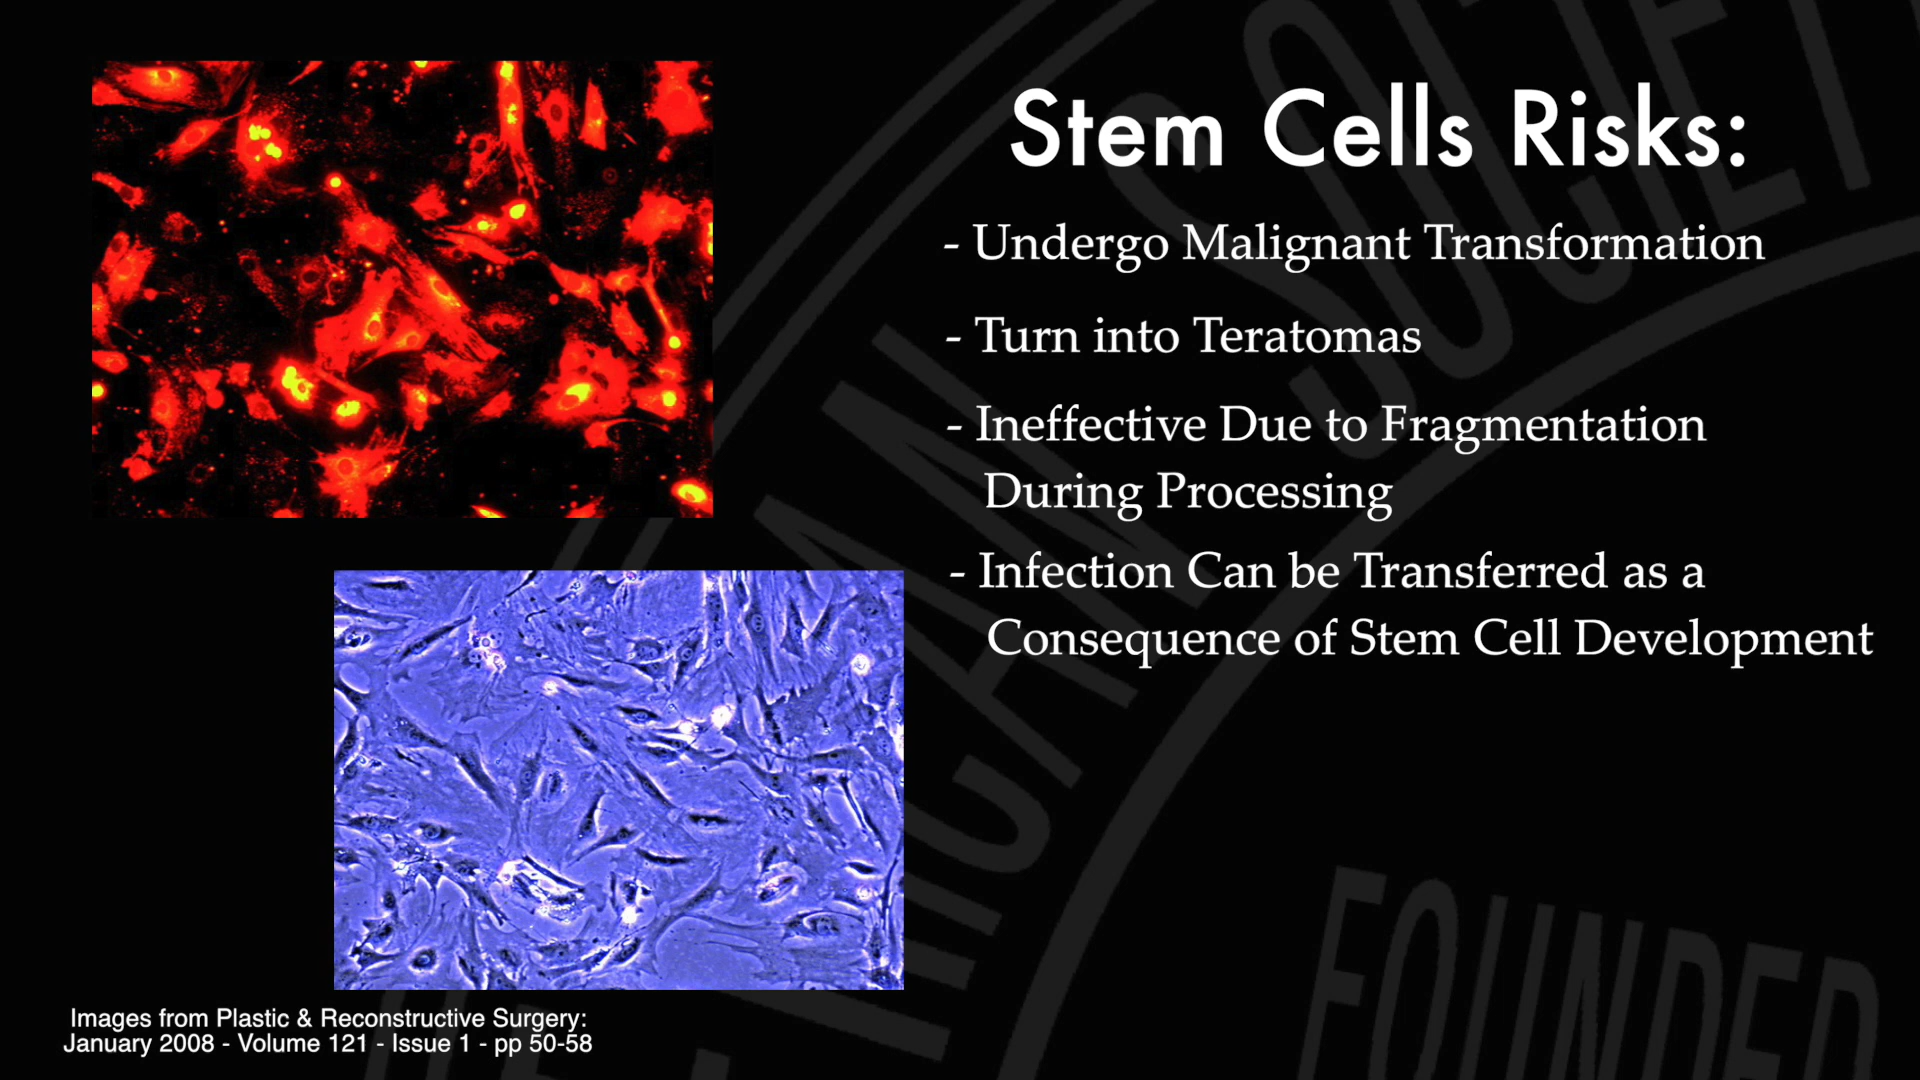 Stem Cells Risks:
- Undergo Malignant Transformation
- Turn into Teratomas
- Ineffective Due to Fragmentation
During Processing
- Infection Can be Transferred as a
Consequence of Stem Cell Development
Images from Plastic & Reconstructive Surgery:
January 2008 - Volume 121 - Issue 1 - pp 50-58
FOUNDED